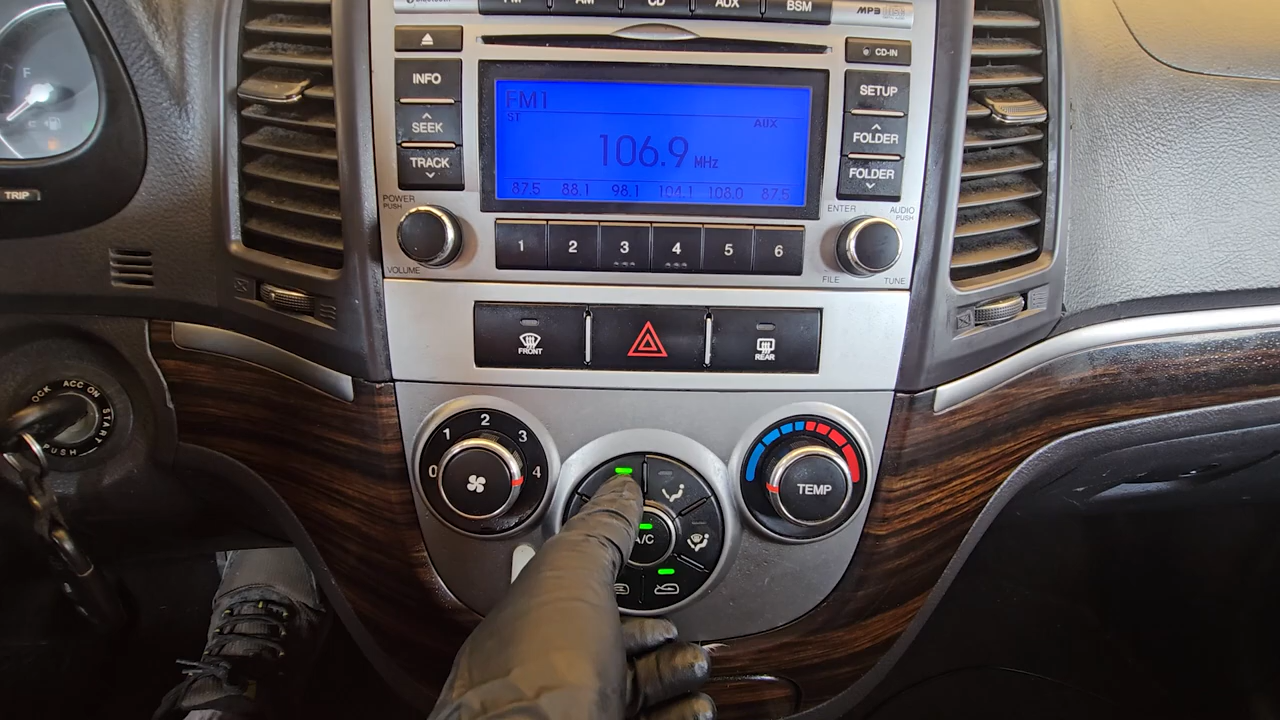 FM AM CD AUX BSM
MP3
CD-IN
INFO
SETUP
SEEK
FOLDER
TRACK
FOLDER
FM1
ST
AUX
106.9 MHz
87.5 88.1 98.1 104.1 108.0 87.5
POWER
PUSH
VOLUME
1 2 3 4 5 6
ENTER
AUDIO
PUSH
FILE
TUNE
F
TRIP
FRONT
REAR
LOCK ACC ON START
PUSH
0 1 2 3 4
TEMP
A/C